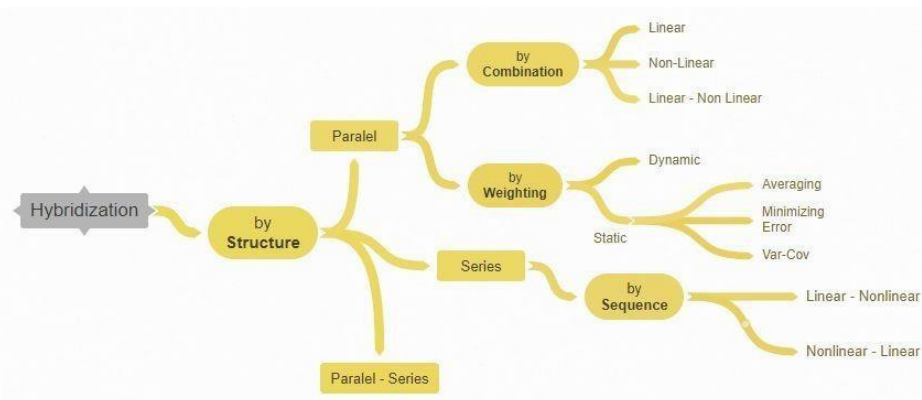 Hybridization
by
Structure
Paralel
by
Combination
Linear
Non-Linear
Linear - Non Linear
by
Weighting
Dynamic
Static
Averaging
Minimizing
Error
Var-Cov
Series
by
Sequence
Linear - Nonlinear
Nonlinear - Linear
Paralel - Series